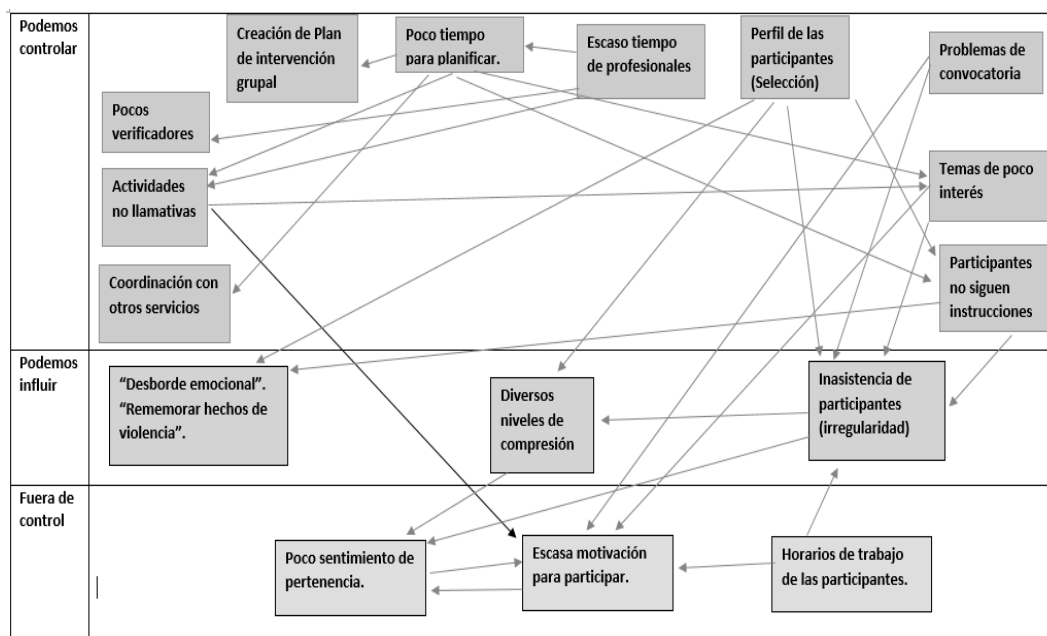 Podemos
controlar
Creación de Plan
de intervención
grupal
Poco tiempo
para planificar.
Escaso tiempo
de profesionales
Perfil de las
participantes
(Selección)
Problemas de
convocatoria
Pocos
verificadores
Actividades
no llamativas
Temas de poco
interés
Coordinación con
otros servicios
Participantes
no siguen
instrucciones
Podemos
influir
“Desborde emocional”.
“Rememorar hechos de
violencia”.
Diversos
niveles de
compresión
Inasistencia de
participantes
(irregularidad)
Fuera de
control
Poco sentimiento de
pertenencia.
Escasa motivación
para participar.
Horarios de trabajo
de las participantes.